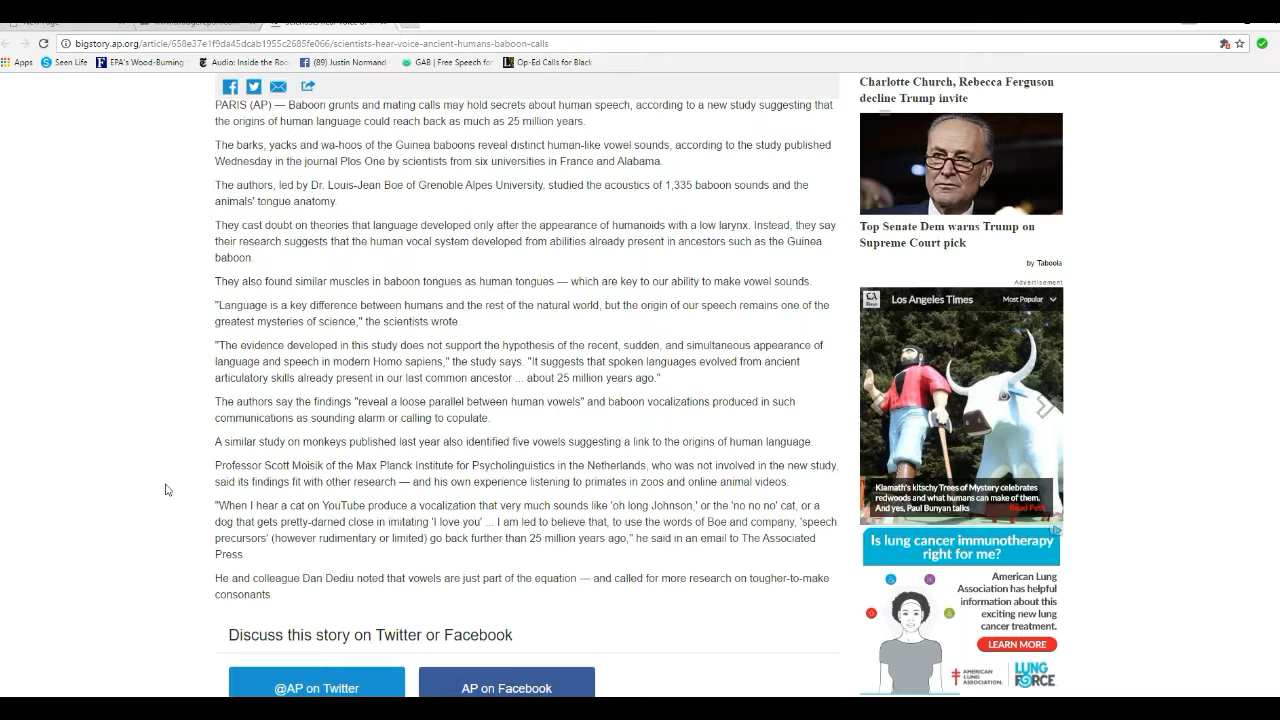 bigstory.ap.org/article/658e37e1f9da45dcab1955c2685fe066/scientists-hear-voice-ancient-humans-baboon-calls
Apps Seen Life EPA's Wood-Burning Audio: Inside the Roo (89) Justin Normand GAB | Free Speech for Op-Ed Calls for Black
PARIS (AP) — Baboon grunts and mating calls may hold secrets about human speech, according to a new study suggesting that
the origins of human language could reach back as much as 25 million years.
The barks, yacks and wa-hoos of the Guinea baboons reveal distinct human-like vowel sounds, according to the study published
Wednesday in the journal Plos One by scientists from six universities in France and Alabama.
The authors, led by Dr. Louis-Jean Boe of Grenoble Alpes University, studied the acoustics of 1,335 baboon sounds and the
animals' tongue anatomy.
They cast doubt on theories that language developed only after the appearance of humanoids with a low larynx. Instead, they say
their research suggests that the human vocal system developed from abilities already present in ancestors such as the Guinea
baboon.
They also found similar muscles in baboon tongues as human tongues — which are key to our ability to make vowel sounds.
"Language is a key difference between humans and the rest of the natural world, but the origin of our speech remains one of the
greatest mysteries of science," the scientists wrote.
"The evidence developed in this study does not support the hypothesis of the recent, sudden, and simultaneous appearance of
language and speech in modern Homo sapiens," the study says. "It suggests that spoken languages evolved from ancient
articulatory skills already present in our last common ancestor ... about 25 million years ago."
The authors say the findings "reveal a loose parallel between human vowels" and baboon vocalizations produced in such
communications as sounding alarm or calling to copulate.
A similar study on monkeys published last year also identified five vowels suggesting a link to the origins of human language.
Professor Scott Moisik of the Max Planck Institute for Psycholinguistics in the Netherlands, who was not involved in the new study,
said its findings fit with other research — and his own experience listening to primates in zoos and online animal videos.
"When I hear a cat on YouTube produce a vocalization that very much sounds like 'oh long Johnson,' or the 'no no no' cat, or a
dog that gets pretty-darned close in imitating 'I love you' ... I am led to believe that, to use the words of Boe and company, 'speech
precursors' (however rudimentary or limited) go back further than 25 million years ago," he said in an email to The Associated
Press.
He and colleague Dan Dediu noted that vowels are just part of the equation — and called for more research on tougher-to-make
consonants.
Discuss this story on Twitter or Facebook
@AP on Twitter
AP on Facebook
Charlotte Church, Rebecca Ferguson
decline Trump invite
Top Senate Dem warns Trump on
Supreme Court pick
by Taboola
Advertisement
Los Angeles Times Most Popular
Klamath's kitschy Trees of Mystery celebrates
redwoods and what humans can make of them.
And yes, Paul Bunyan talks Read Post
Is lung cancer immunotherapy
right for me?
American Lung
Association has helpful
information about this
exciting new lung
cancer treatment.
LEARN MORE
AMERICAN
LUNG
ASSOCIATION.
LUNG
FORCE